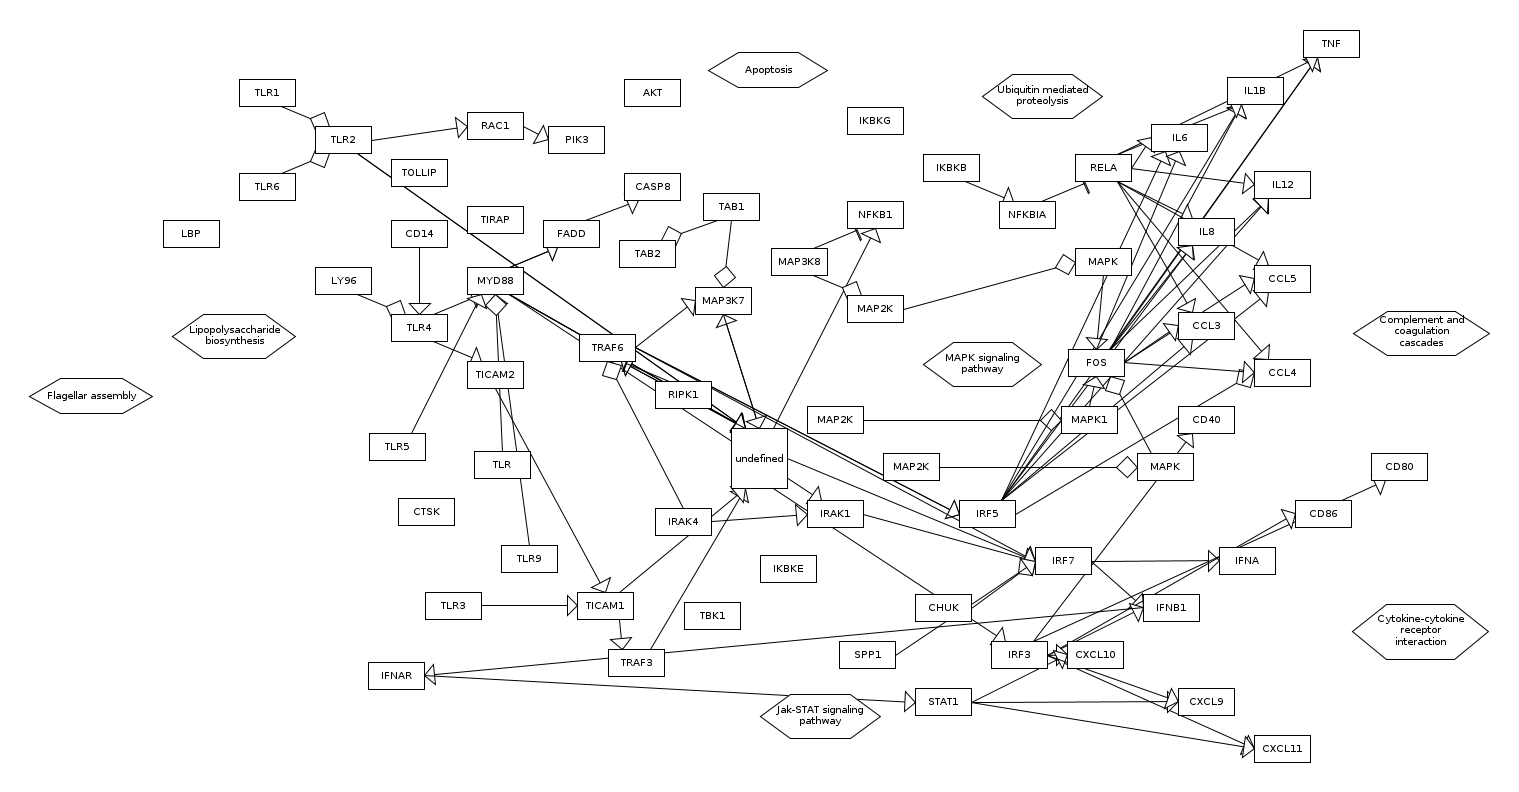 TNF
Apoptosis
TLR1
AKT
IL1B
Ubiquitin mediated
proteolysis
IKBKG
RAC1
TLR2
PIK3
IL6
TOLLIP
IKBKB
RELA
TLR6
CASP8
IL12
TAB1
NFKB1
NFKBIA
TIRAP
LBP
CD14
FADD
IL8
TAB2
MAP3K8
MAPK
LY96
MYD88
CCL5
MAP3K7
MAP2K
TLR4
CCL3
Lipopolysaccharide
biosynthesis
Complement and
coagulation
cascades
TRAF6
MAPK signaling
pathway
FOS
TICAM2
CCL4
Flagellar assembly
RIPK1
MAP2K
MAPK1
CD40
TLR5
undefined
TLR
MAP2K
MAPK
CD80
CTSK
IRAK4
IRAK1
IRF5
CD86
TLR9
IKBKE
IRF7
IFNA
TLR3
TICAM1
TBK1
CHUK
IFNB1
Cytokine-cytokine
receptor
interaction
TRAF3
SPP1
IRF3
CXCL10
IFNAR
STAT1
CXCL9
Jak-STAT signaling
pathway
CXCL11